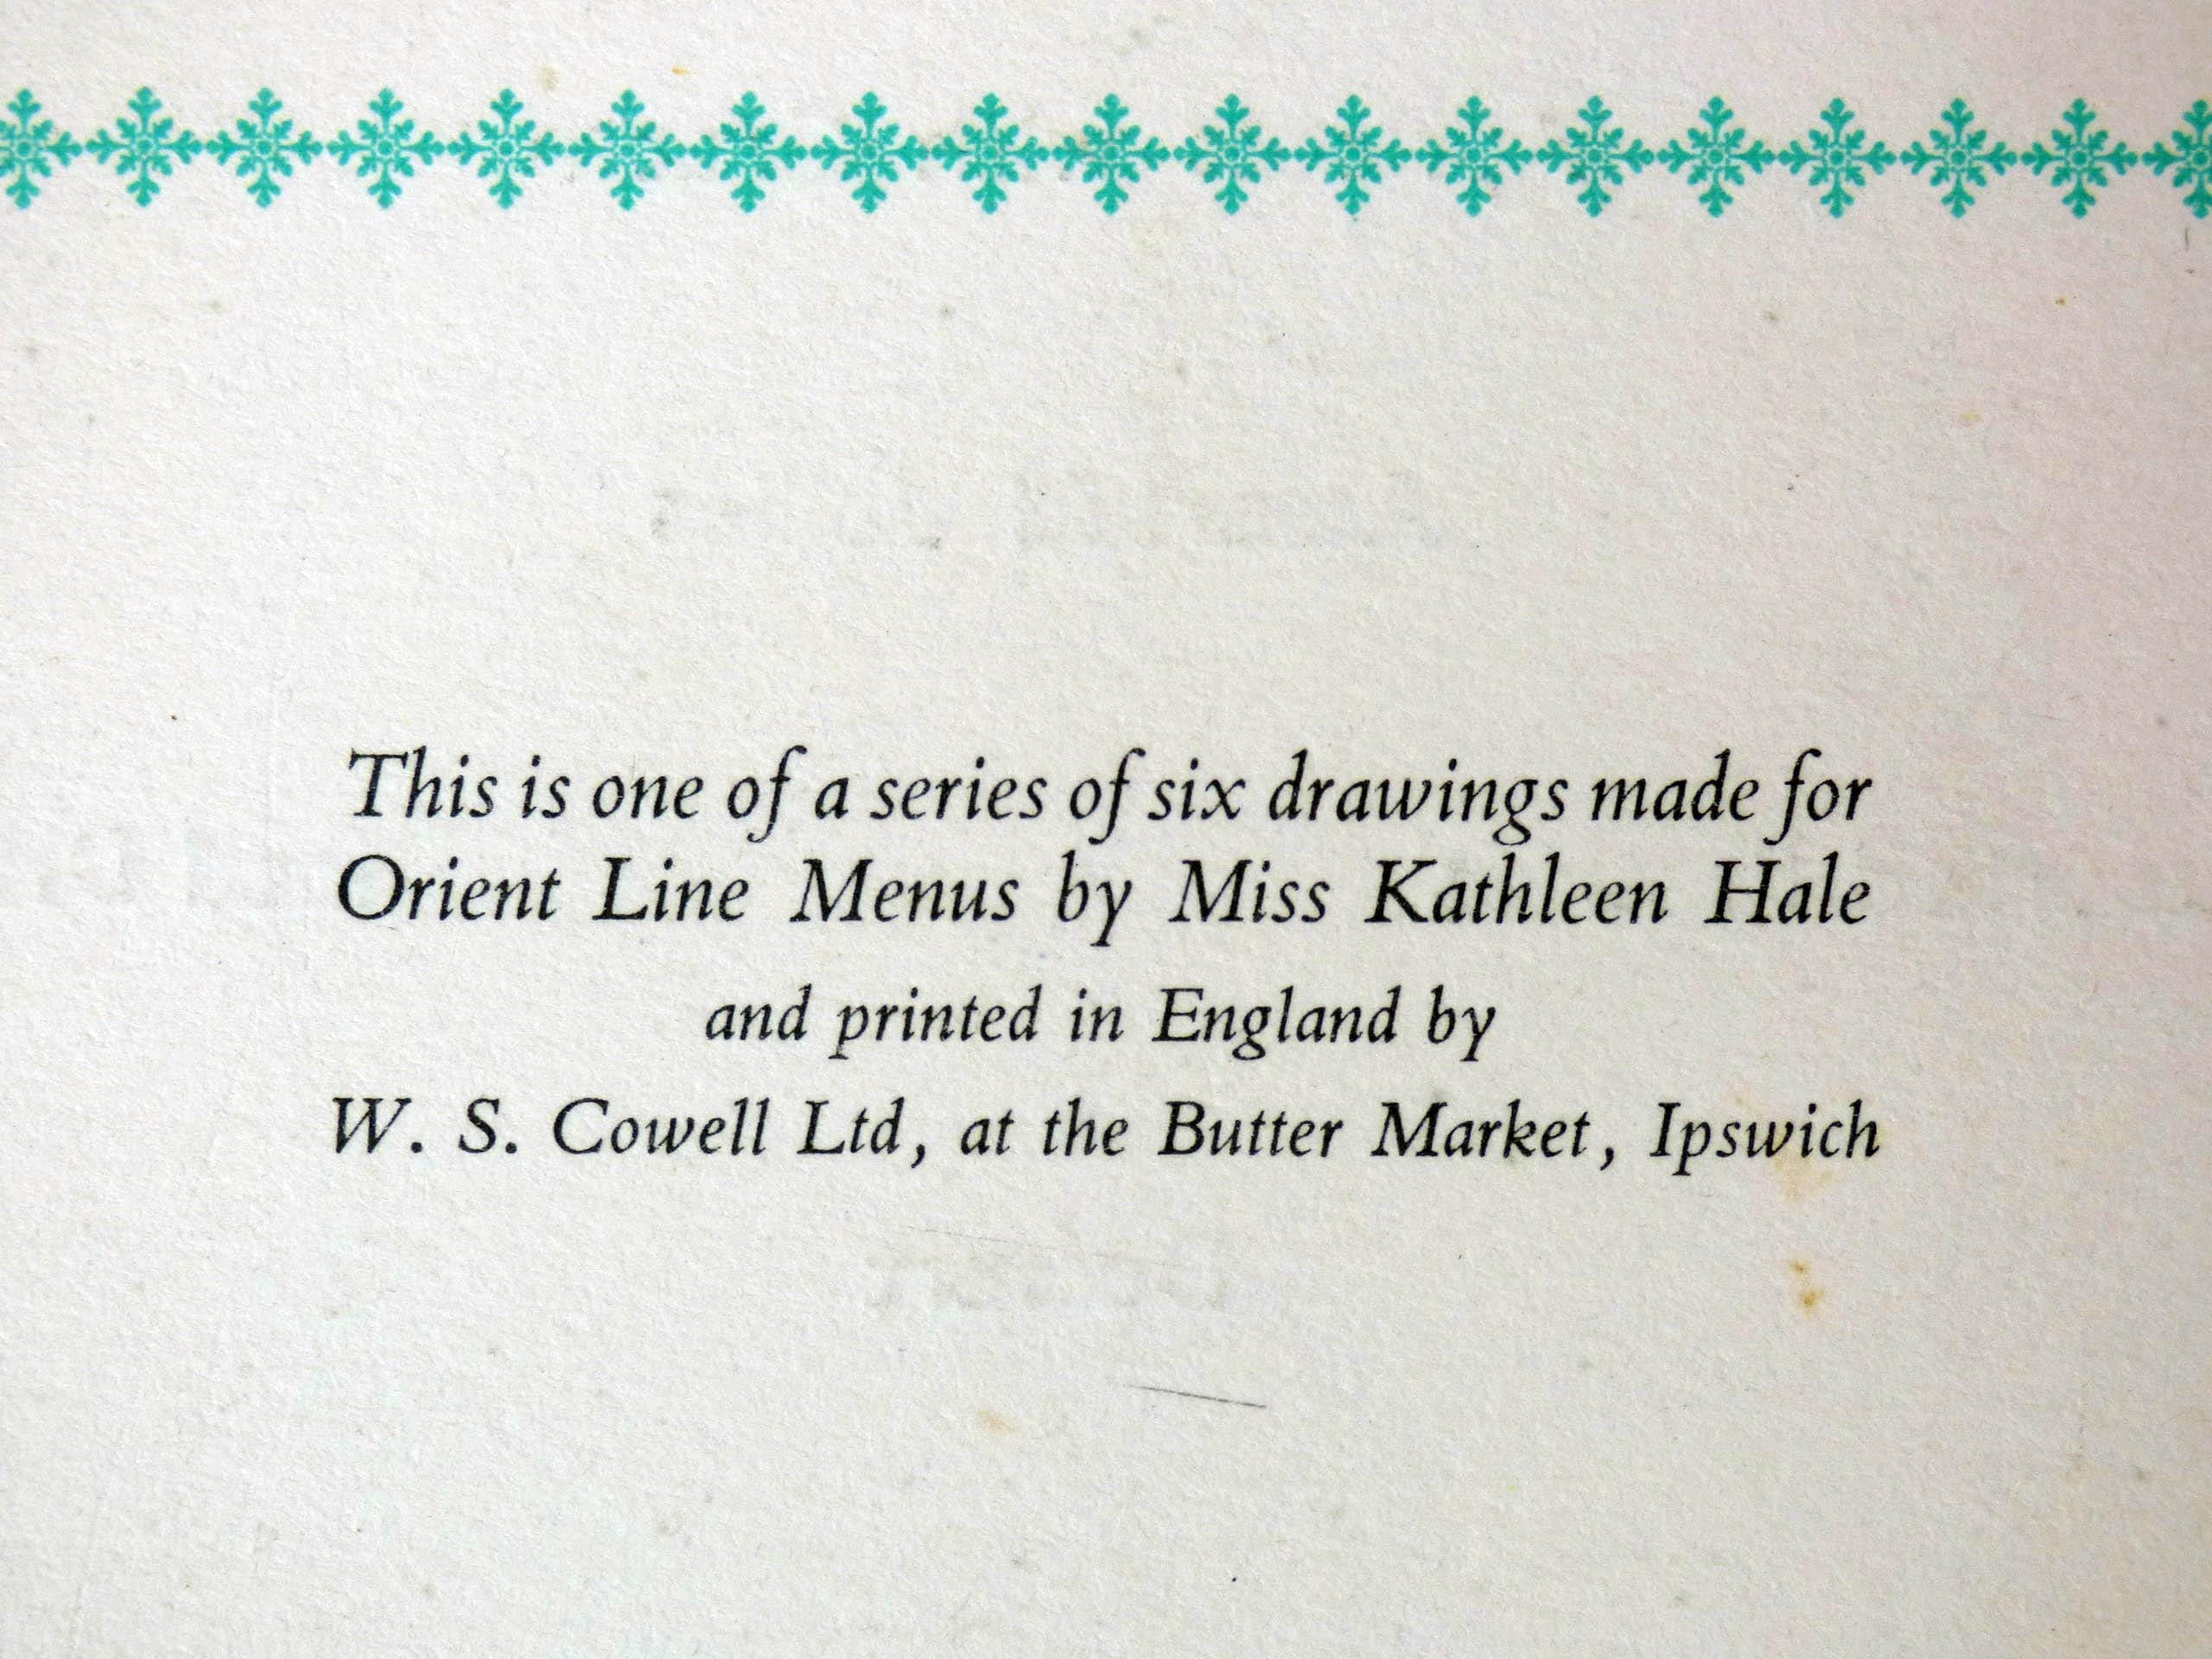 This is one of a series of six drawings made for
Orient Line Menus by Miss Kathleen Hale
and printed in England by
W. S. Cowell Ltd, at the Butter Market, Ipswich